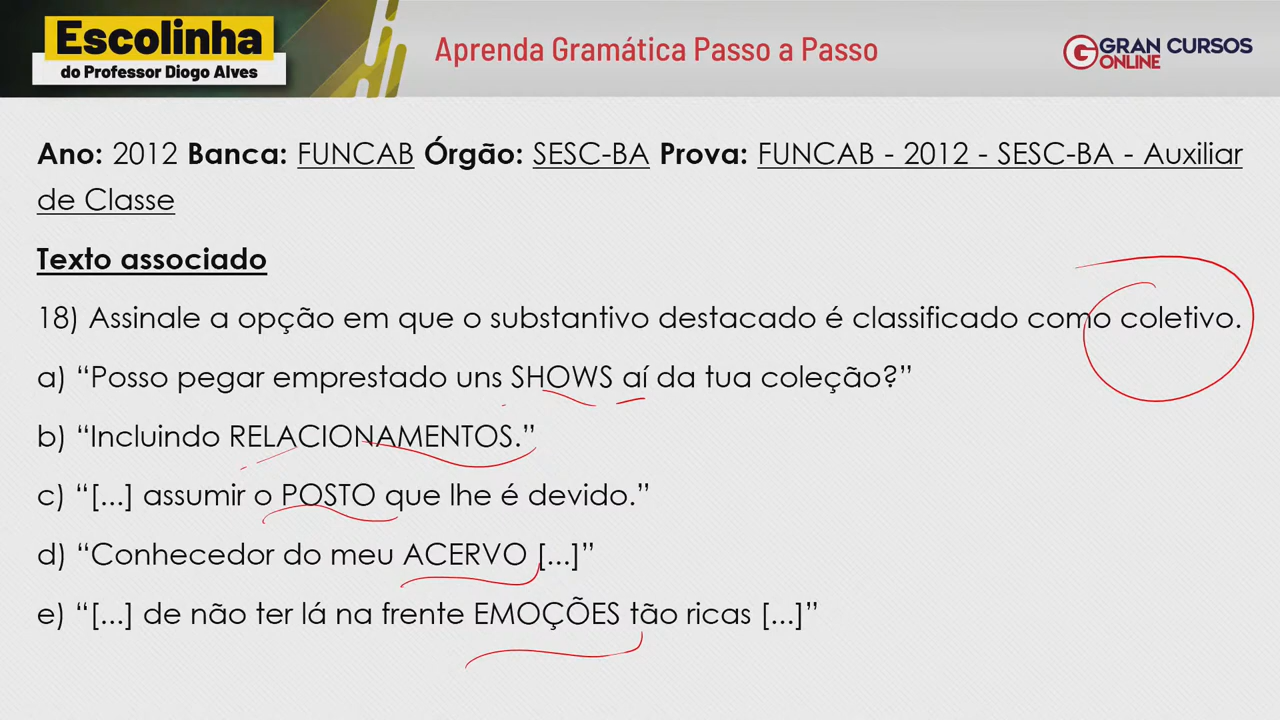 Escolinha
do Professor Diogo Alves
Aprenda Gramática Passo a Passo
GRAN CURSOS
ONLINE
Ano: 2012 Banca: FUNCAB Órgão: SESC-BA Prova: FUNCAB - 2012 - SESC-BA - Auxiliar
de Classe
Texto associado
18) Assinale a opção em que o substantivo destacado é classificado como coletivo.
a) “Posso pegar emprestado uns SHOWS aí da tua coleção?”
b) “Incluindo RELACIONAMENTOS.”
c) “[...] assumir o POSTO que lhe é devido.”
d) “Conhecedor do meu ACERVO [...]”
e) “[...] de não ter lá na frente EMOÇÕES tão ricas [...]”